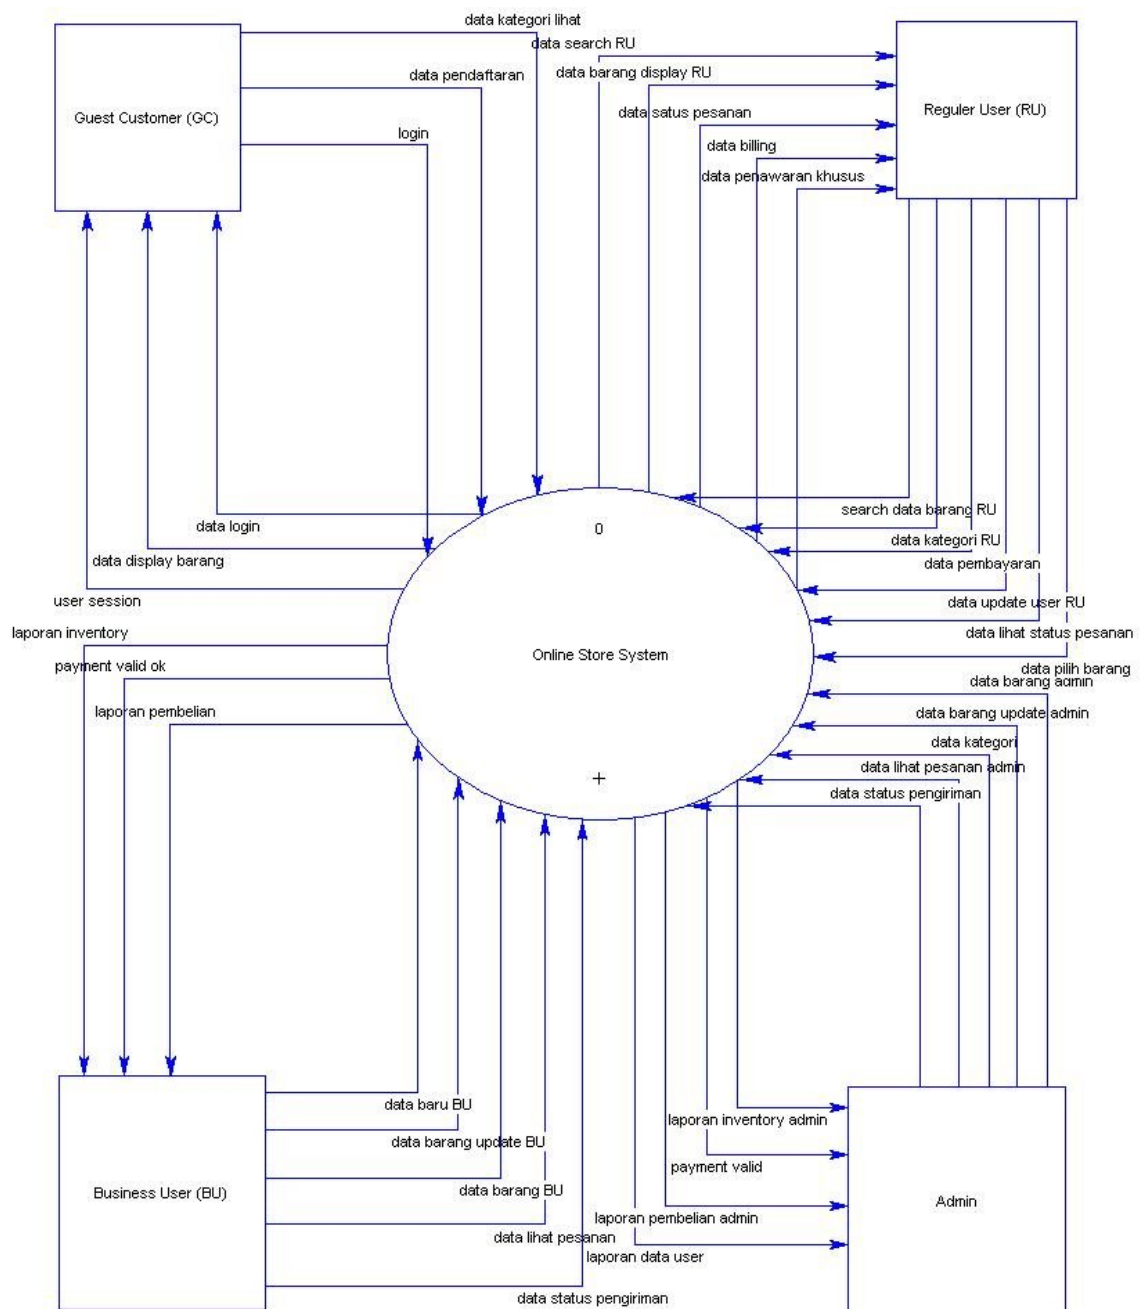 data kategori lihat
data search RU
data pendaftaran
data barang display RU
Guest Customer (GC)
login
data satus pesanan
Reguler User (RU)
data billing
data penawaran khusus
data login
search data barang RU
0
data kategori RU
data display barang
data pembayaran
user session
data update user RU
laporan inventory
data lihat status pesanan
payment valid ok
Online Store System
data pilih barang
data barang admin
laporan pembelian
data barang update admin
data kategori
data lihat pesanan admin
+
data status pengiriman
data baru BU
laporan inventory admin
data barang update BU
payment valid
Business User (BU)
data barang BU
Admin
laporan pembelian admin
data lihat pesanan
laporan data user
data status pengiriman